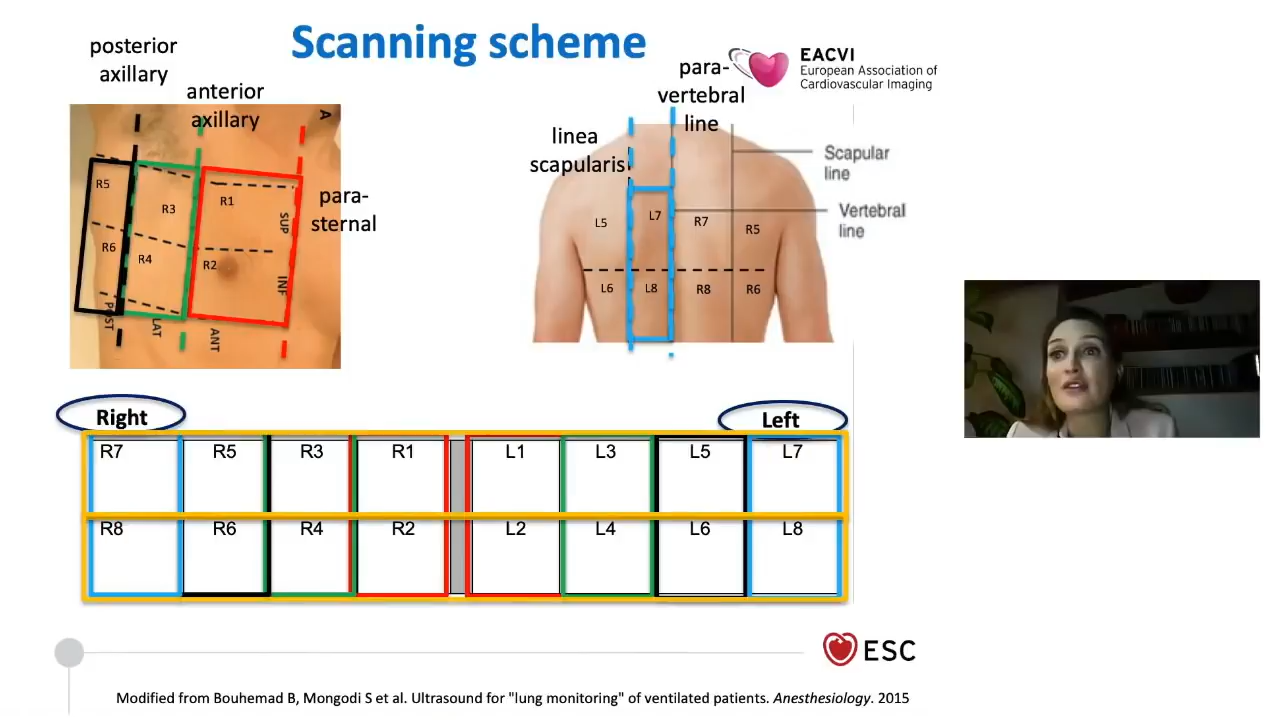 Scanning scheme
posterior
axillary
anterior
axillary
para-
sternal
A
R5
R3
R1
SUP
R6
R4
R2
INF
POST
LAT
ANT
EACVI
European Association of
Cardiovascular Imaging
para-
vertebral
line
linea
scapularis
Scapular
line
Vertebral
line
L5 L7 R7 R5
L6 L8 R8 R6
Right Left
R7 R5 R3 R1 L1 L3 L5 L7
R8 R6 R4 R2 L2 L4 L6 L8
ESC
Modified from Bouhemad B, Mongodi S et al. Ultrasound for "lung monitoring" of ventilated patients. Anesthesiology. 2015